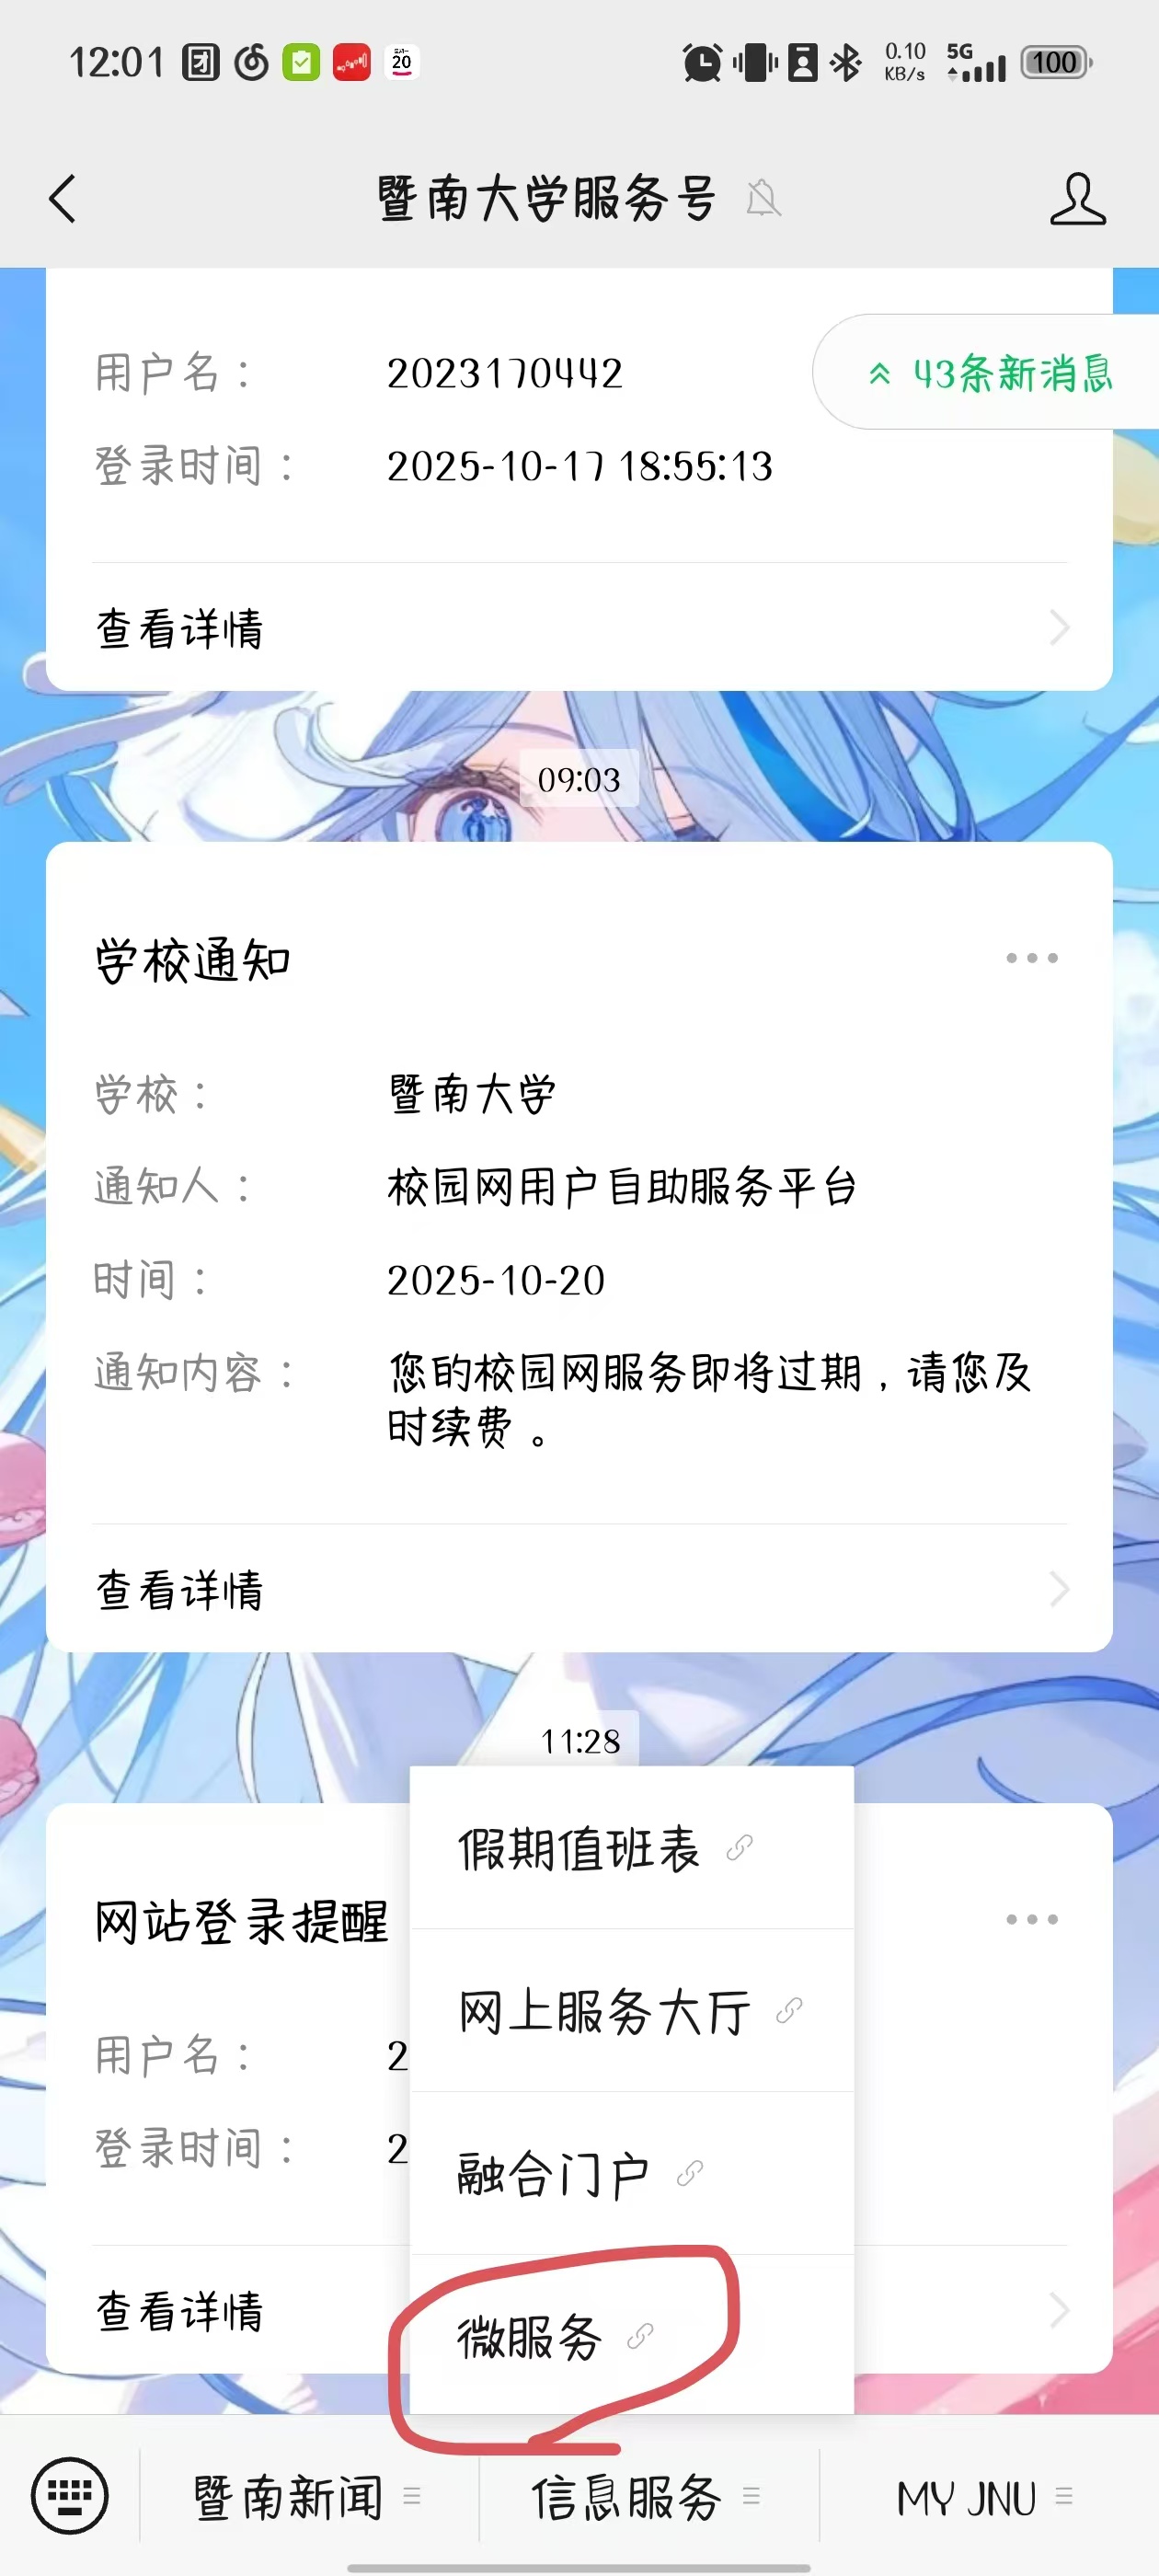 12:01
20
0.10 KB/s
5G
100
暨南大学服务号
用户名： 2023170442
43条新消息
登录时间： 2025-10-17 18:55:13
查看详情
09:03
学校通知
学校： 暨南大学
通知人： 校园网用户自助服务平台
时间： 2025-10-20
通知内容： 您的校园网服务即将过期，请您及
时续费。
查看详情
11:28
假期值班表
网站登录提醒
网上服务大厅
用户名： 2
登录时间： 2
融合门户
查看详情
微服务
暨南新闻
信息服务
MY JNU